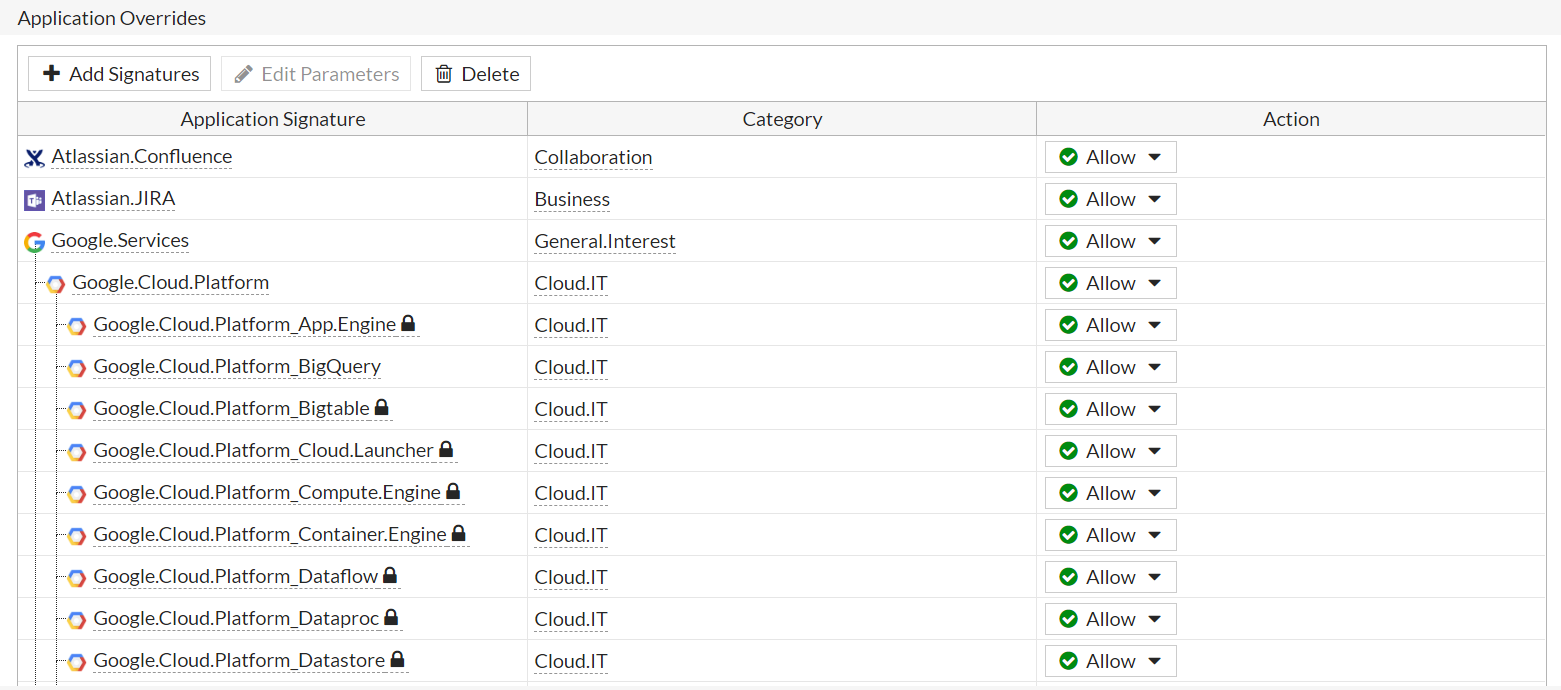 Application Overrides
Add Signatures Edit Parameters Delete
Application Signature Category Action
Atlassian.Confluence Collaboration Allow
Atlassian.JIRA Business Allow
Google.Services General.Interest Allow
Google.Cloud.Platform Cloud.IT Allow
Google.Cloud.Platform_App.Engine Cloud.IT Allow
Google.Cloud.Platform_BigQuery Cloud.IT Allow
Google.Cloud.Platform_Bigtable Cloud.IT Allow
Google.Cloud.Platform_Cloud.Launcher Cloud.IT Allow
Google.Cloud.Platform_Compute.Engine Cloud.IT Allow
Google.Cloud.Platform_Container.Engine Cloud.IT Allow
Google.Cloud.Platform_Dataflow Cloud.IT Allow
Google.Cloud.Platform_Dataproc Cloud.IT Allow
Google.Cloud.Platform_Datastore Cloud.IT Allow